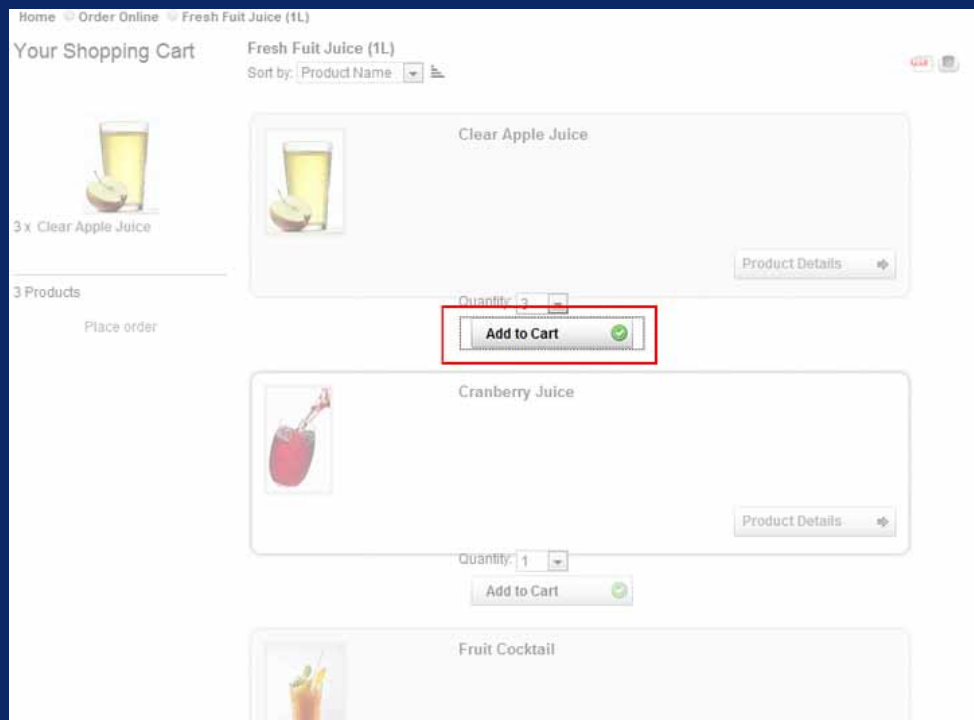 Home Order Online Fresh Fuit Juice (1L)
Your Shopping Cart
3 x Clear Apple Juice
3 Products
Place order
Fresh Fuit Juice (1L)
Sort by: Product Name
PDF
Clear Apple Juice
Product Details
Quantity: 3
Add to Cart
Cranberry Juice
Product Details
Quantity: 1
Add to Cart
Fruit Cocktail